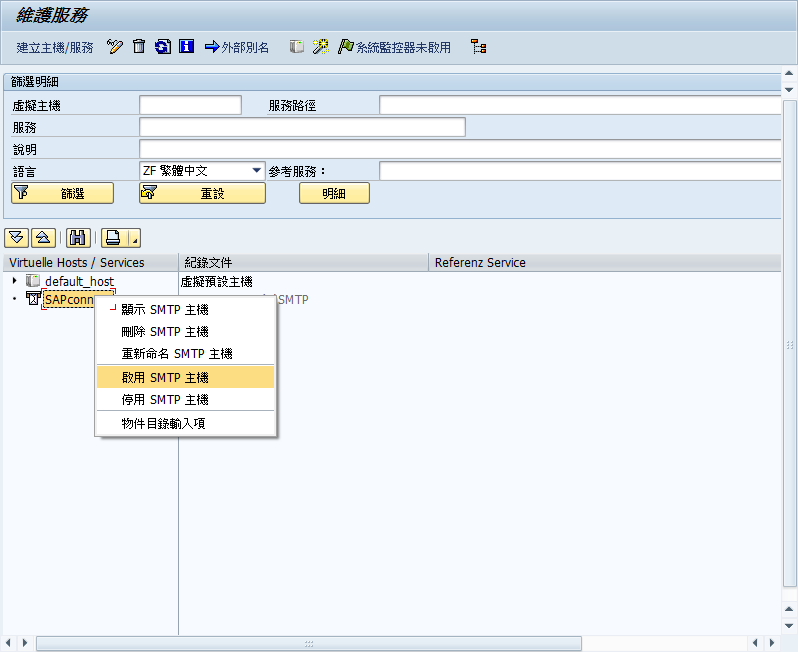 維護服務
建立主機/服務 外部別名 系統監控器未啟用
篩選明細
虛擬主機 服務路徑
服務
說明
語言 ZF 繁體中文 參考服務：
篩選 重設 明細
Virtuelle Hosts / Services 紀錄文件 Referenz Service
default_host 虛擬預設主機
SAPconn SMTP
顯示 SMTP 主機
刪除 SMTP 主機
重新命名 SMTP 主機
啟用 SMTP 主機
停用 SMTP 主機
物件目錄輸入項